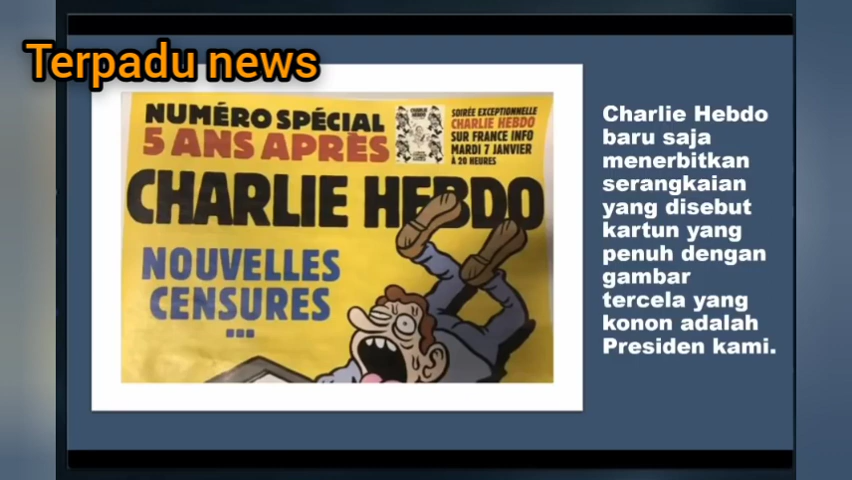 Terpadu news
NUMÉRO SPÉCIAL
5 ANS APRÈS
SOIRÉE EXCEPTIONNELLE
CHARLIE HEBDO
SUR FRANCE INFO
MARDI 7 JANVIER
À 20 HEURES
CHARLIE HEBDO
NOUVELLES
CENSURES
...
Charlie Hebdo
baru saja
menerbitkan
serangkaian
yang disebut
kartun yang
penuh dengan
gambar
tercela yang
konon adalah
Presiden kami.